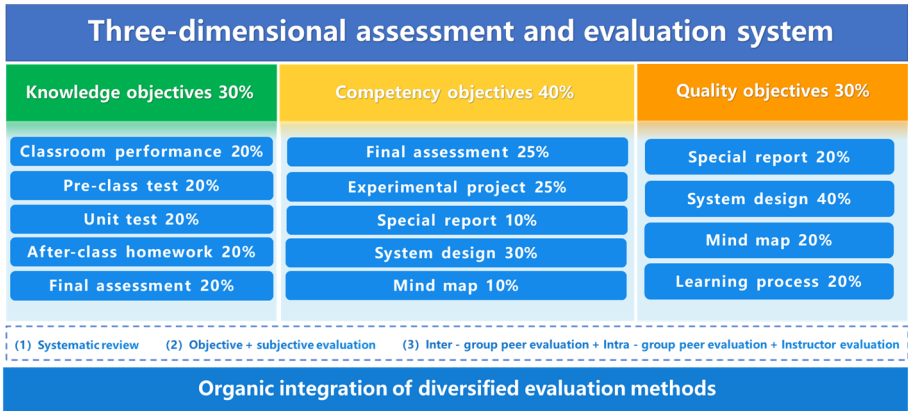 Three-dimensional assessment and evaluation system
Knowledge objectives 30%
Competency objectives 40%
Quality objectives 30%
Classroom performance 20%
Pre-class test 20%
Unit test 20%
After-class homework 20%
Final assessment 20%
Final assessment 25%
Experimental project 25%
Special report 10%
System design 30%
Mind map 10%
Special report 20%
System design 40%
Mind map 20%
Learning process 20%
(1) Systematic review (2) Objective + subjective evaluation (3) Inter - group peer evaluation + Intra - group peer evaluation + Instructor evaluation
Organic integration of diversified evaluation methods